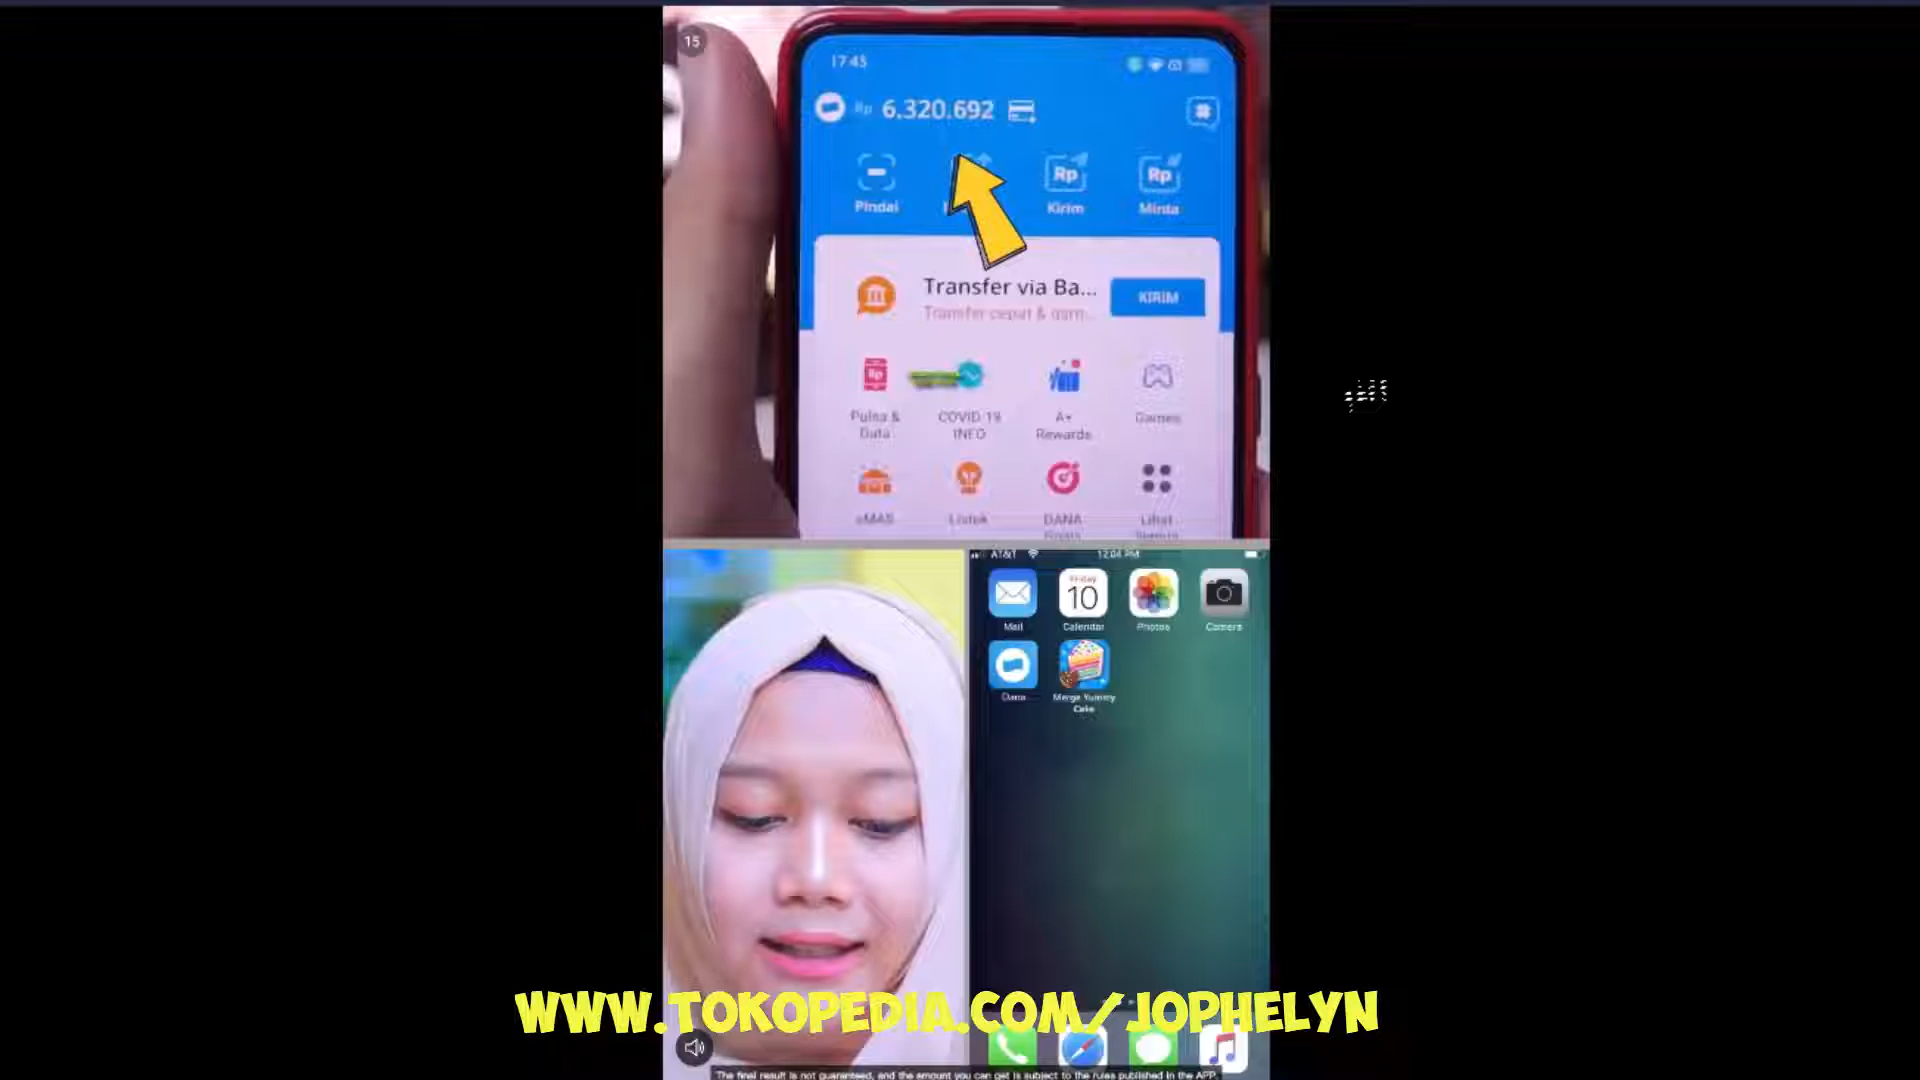 15
17:45
Rp 6.320.692
Pindai
Kirim
Minta
Transfer via Ba...
KIRIM
Transfer cepat &
Pulsa & Data
COVID 19 INFO
A+ Rewards
Games
eMAS
Listrik
DANA
Lihat
AT&T
12:04 PM
Friday
10
Mail
Calendar
Photos
Camera
Dana
Merge Yummy Cake
WWW.TOKOPEDIA.COM/JOPHELYN
The final result is not guaranteed, and the amount you can get is subject to the rules published in the APP.